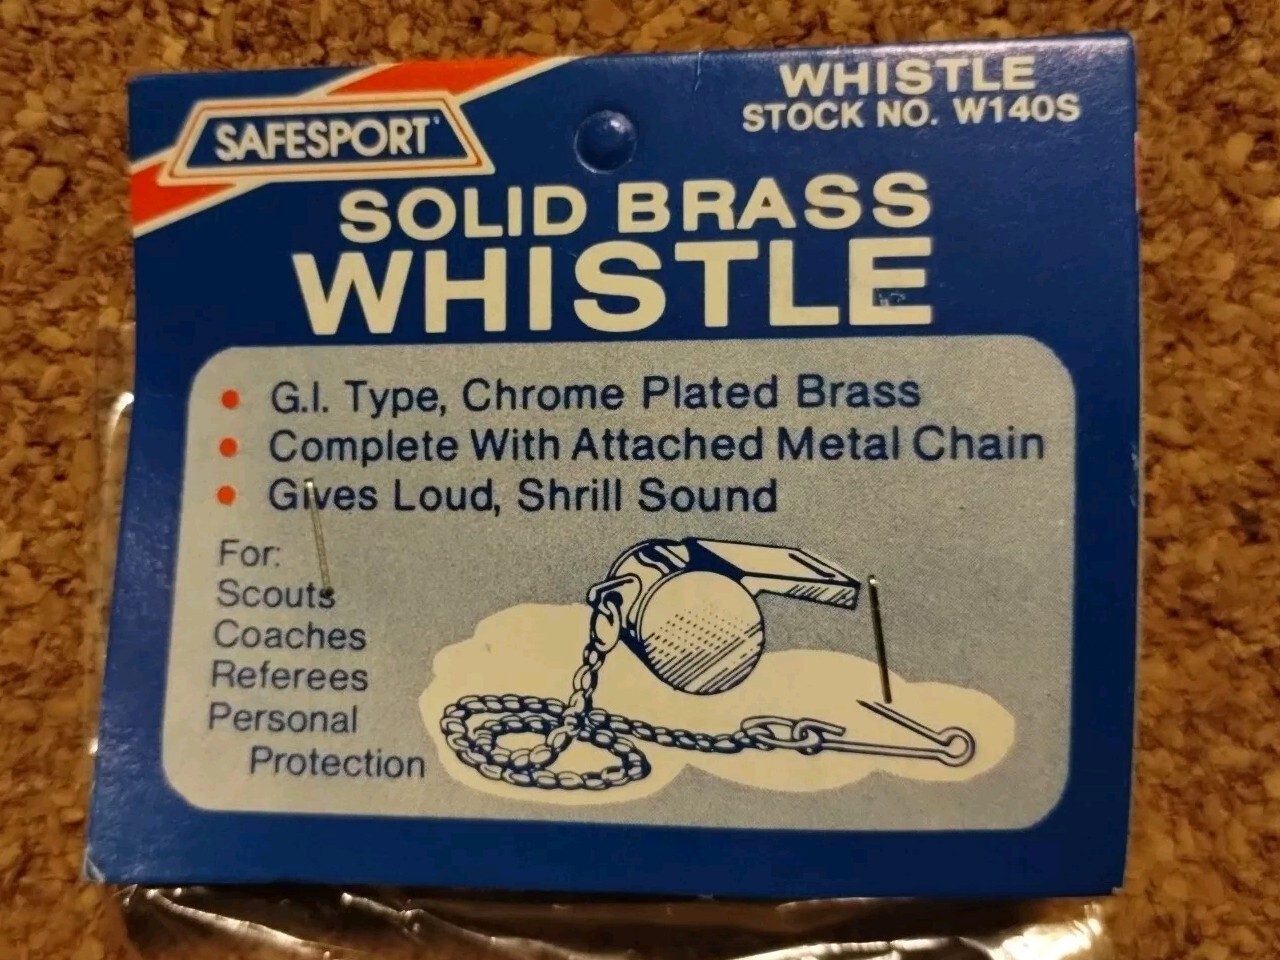 SAFESPORT
WHISTLE
STOCK NO. W140S
SOLID BRASS
WHISTLE
• G.I. Type, Chrome Plated Brass
• Complete With Attached Metal Chain
• Gives Loud, Shrill Sound
For:
Scouts
Coaches
Referees
Personal
Protection